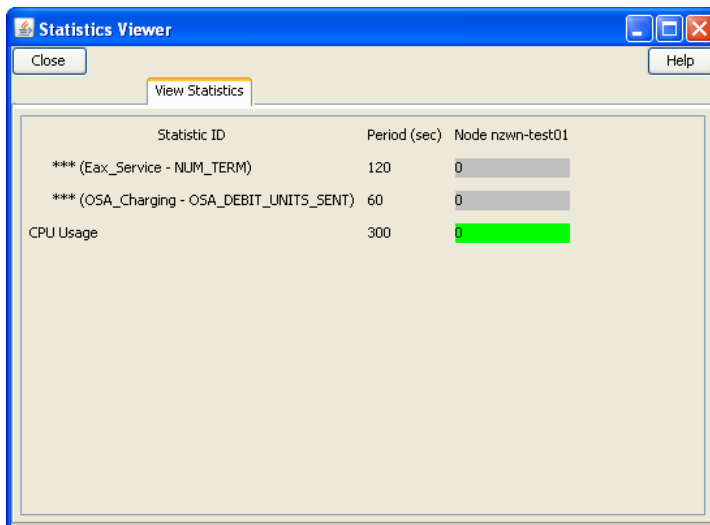 Statistics Viewer
Close Help
View Statistics
Statistic ID Period (sec) Node nzwn-test01
*** (Eax_Service - NUM_TERM) 120 0
*** (OSA_Charging - OSA_DEBIT_UNITS_SENT) 60 0
CPU Usage 300 0